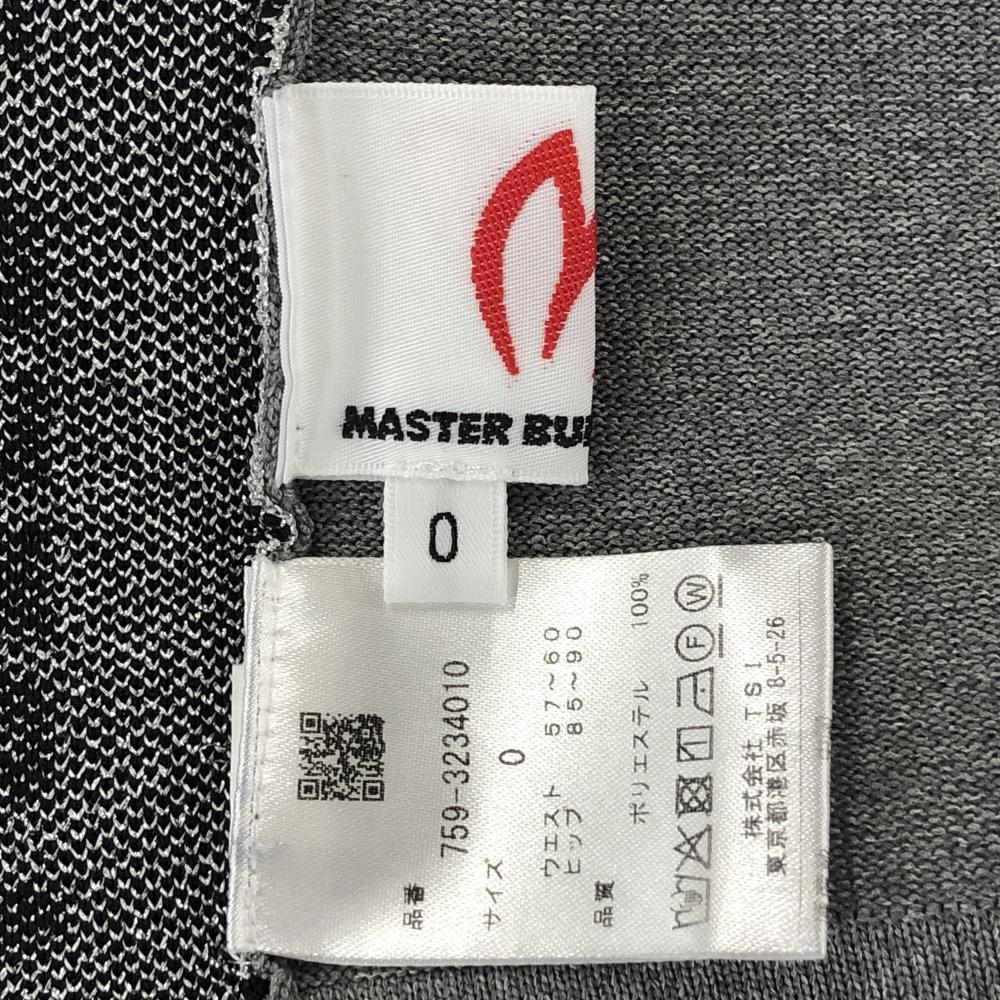 MASTER BU
0
品番
759-3234010
サイズ
0
ウエスト 57~60
ヒップ 85~90
品質
ポリエステル 100%
株式会社 TSI
東京都港区赤坂 8-5-26